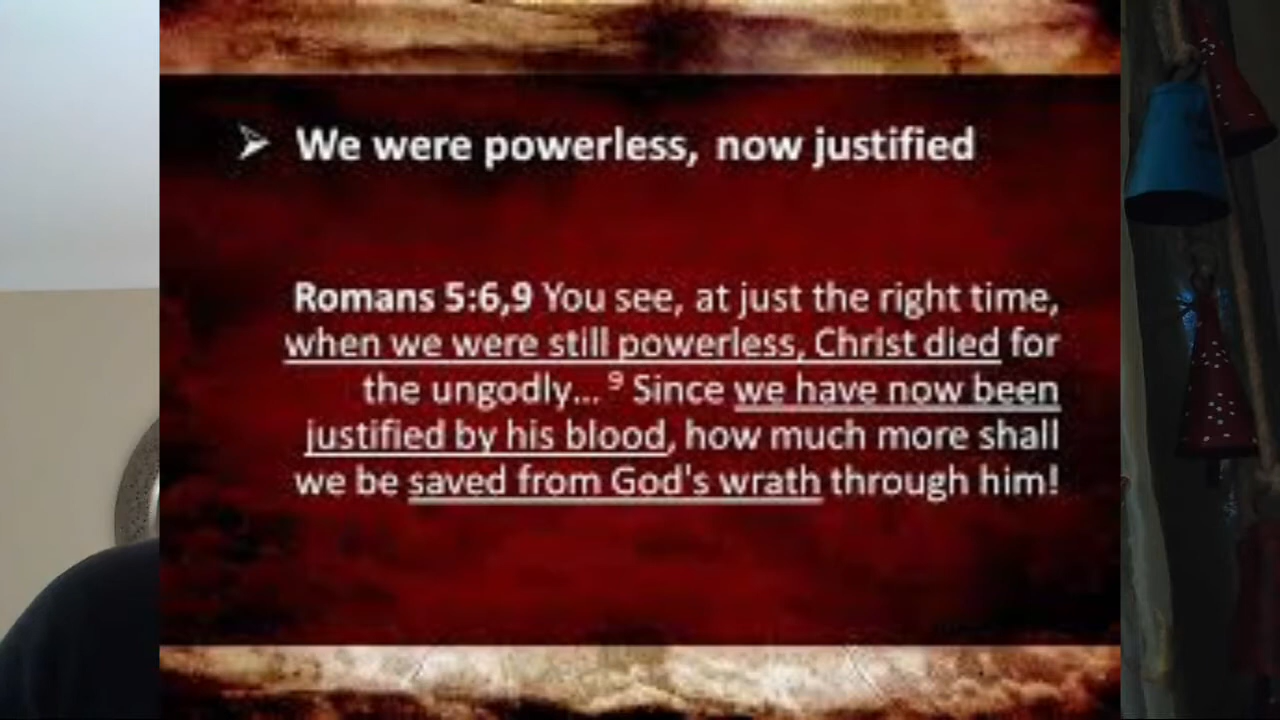 ➢ We were powerless, now justified
Romans 5:6,9 You see, at just the right time,
when we were still powerless, Christ died for
the ungodly... ⁹ Since we have now been
justified by his blood, how much more shall
we be saved from God's wrath through him!